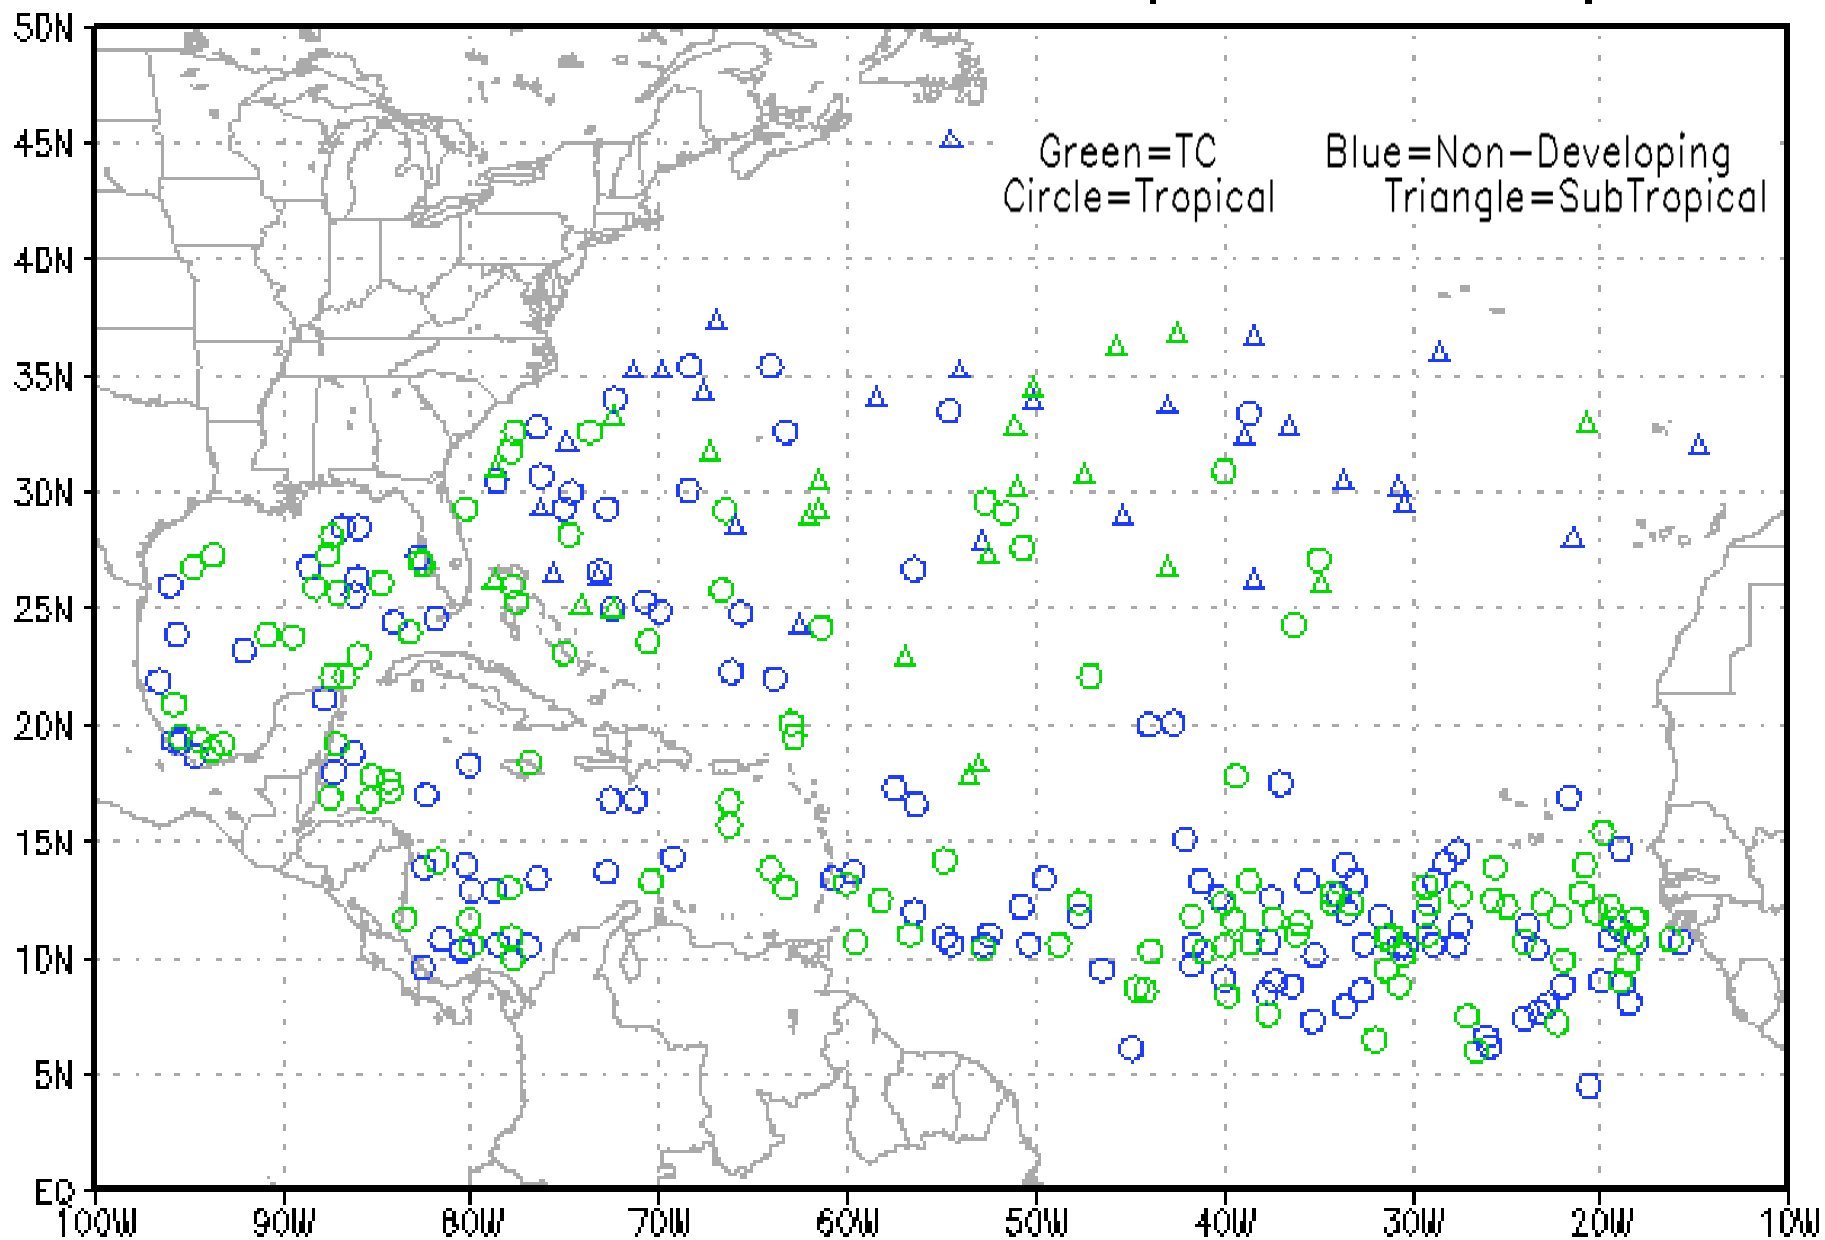 50N
45N
Green=TC
Blue=Non-Developing
Circle=Tropical
Triangle=SubTropical
40N
35N
30N
25N
20N
15N
10N
5N
EQ
100W 90W 80W 70W 60W 50W 40W 30W 20W 10W